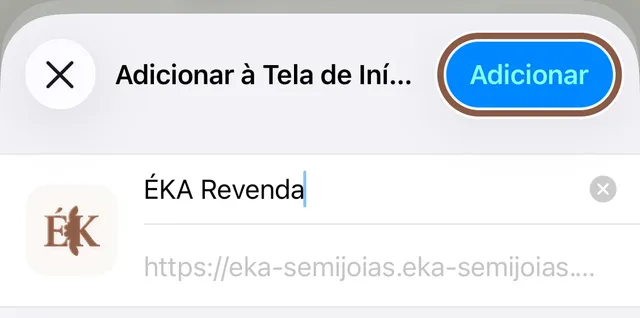 Adicionar à Tela de Iní...
Adicionar
ÉKA Revenda
ÉK
https://eka-semijoias.eka-semijoias....